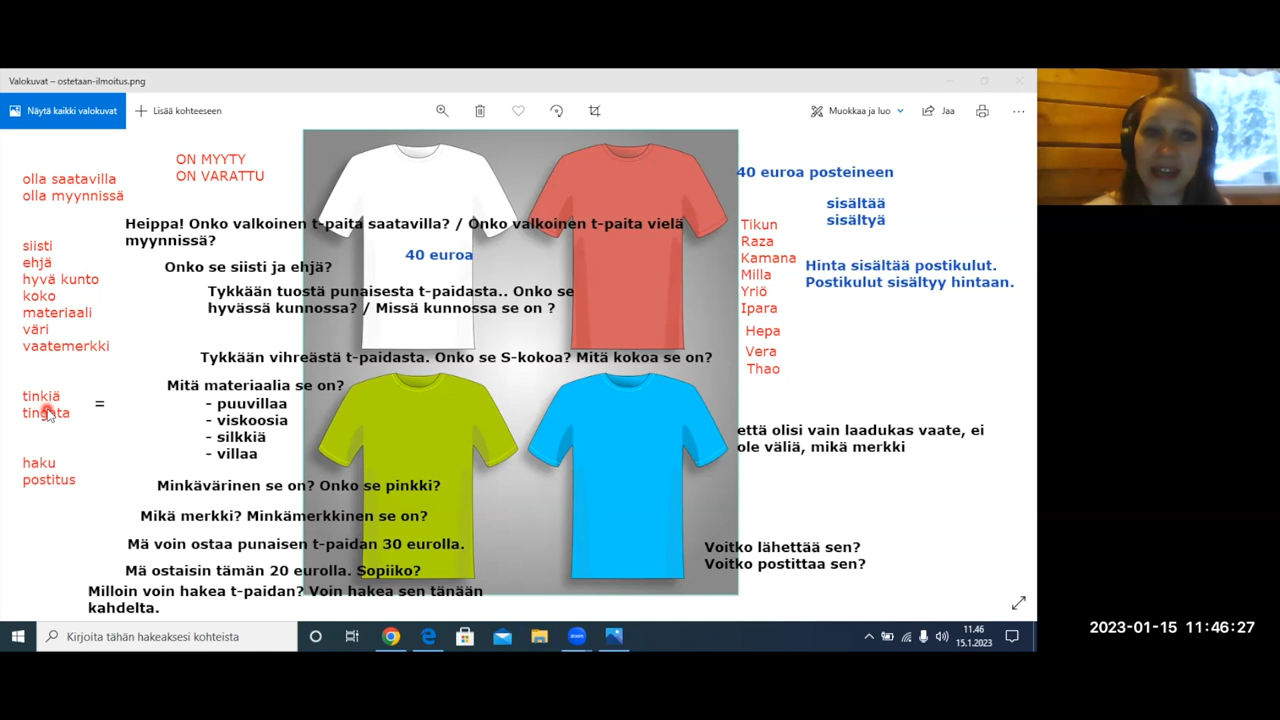 Valokuvat – ostetaan-ilmoitus.png
Näytä kaikki valokuvat
Lisää kohteeseen
Muokkaa ja luo
Jaa
olla saatavilla
olla myynnissä
ON MYYTY
ON VARATTU
40 euroa posteineen
sisältää
sisältyä
Heippa! Onko valkoinen t-paita saatavilla? / Onko valkoinen t-paita vielä
myynnissä?
siisti
ehjä
hyvä kunto
koko
materiaali
väri
vaatemerkki
40 euroa
Onko se siisti ja ehjä?
Tykkään tuostä punaisesta t-paidasta.. Onko se
hyvässä kunnossa? / Missä kunnossa se on ?
Tikun
Raza
Kamana
Milla
Yriö
Ipara
Hepa
Vera
Thao
Hinta sisältää postikulut.
Postikulut sisältyy hintaan.
Tykkään vihreästä t-paidasta. Onko se S-kokoa? Mitä kokoa se on?
Mitä materiaalia se on?
- puuvillaa
- viskoosia
- silkkiä
- villaa
tinkiä
tingata
=
että olisi vain laadukas vaate, ei
ole väliä, mikä merkki
haku
postitus
Minkävärinen se on? Onko se pinkki?
Mikä merkki? Minkämerkkinen se on?
Mä voin ostaa punaisen t-paidan 30 eurolla.
Mä ostaisin tämän 20 eurolla. Sopiiko?
Milloin voin hakea t-paidan? Voin hakea sen tänään
kahdelta.
Voitko lähettää sen?
Voitko postittaa sen?
Kirjoita tähän hakeaksesi kohteista
zoom
11.46
15.1.2023
2023-01-15 11:46:27